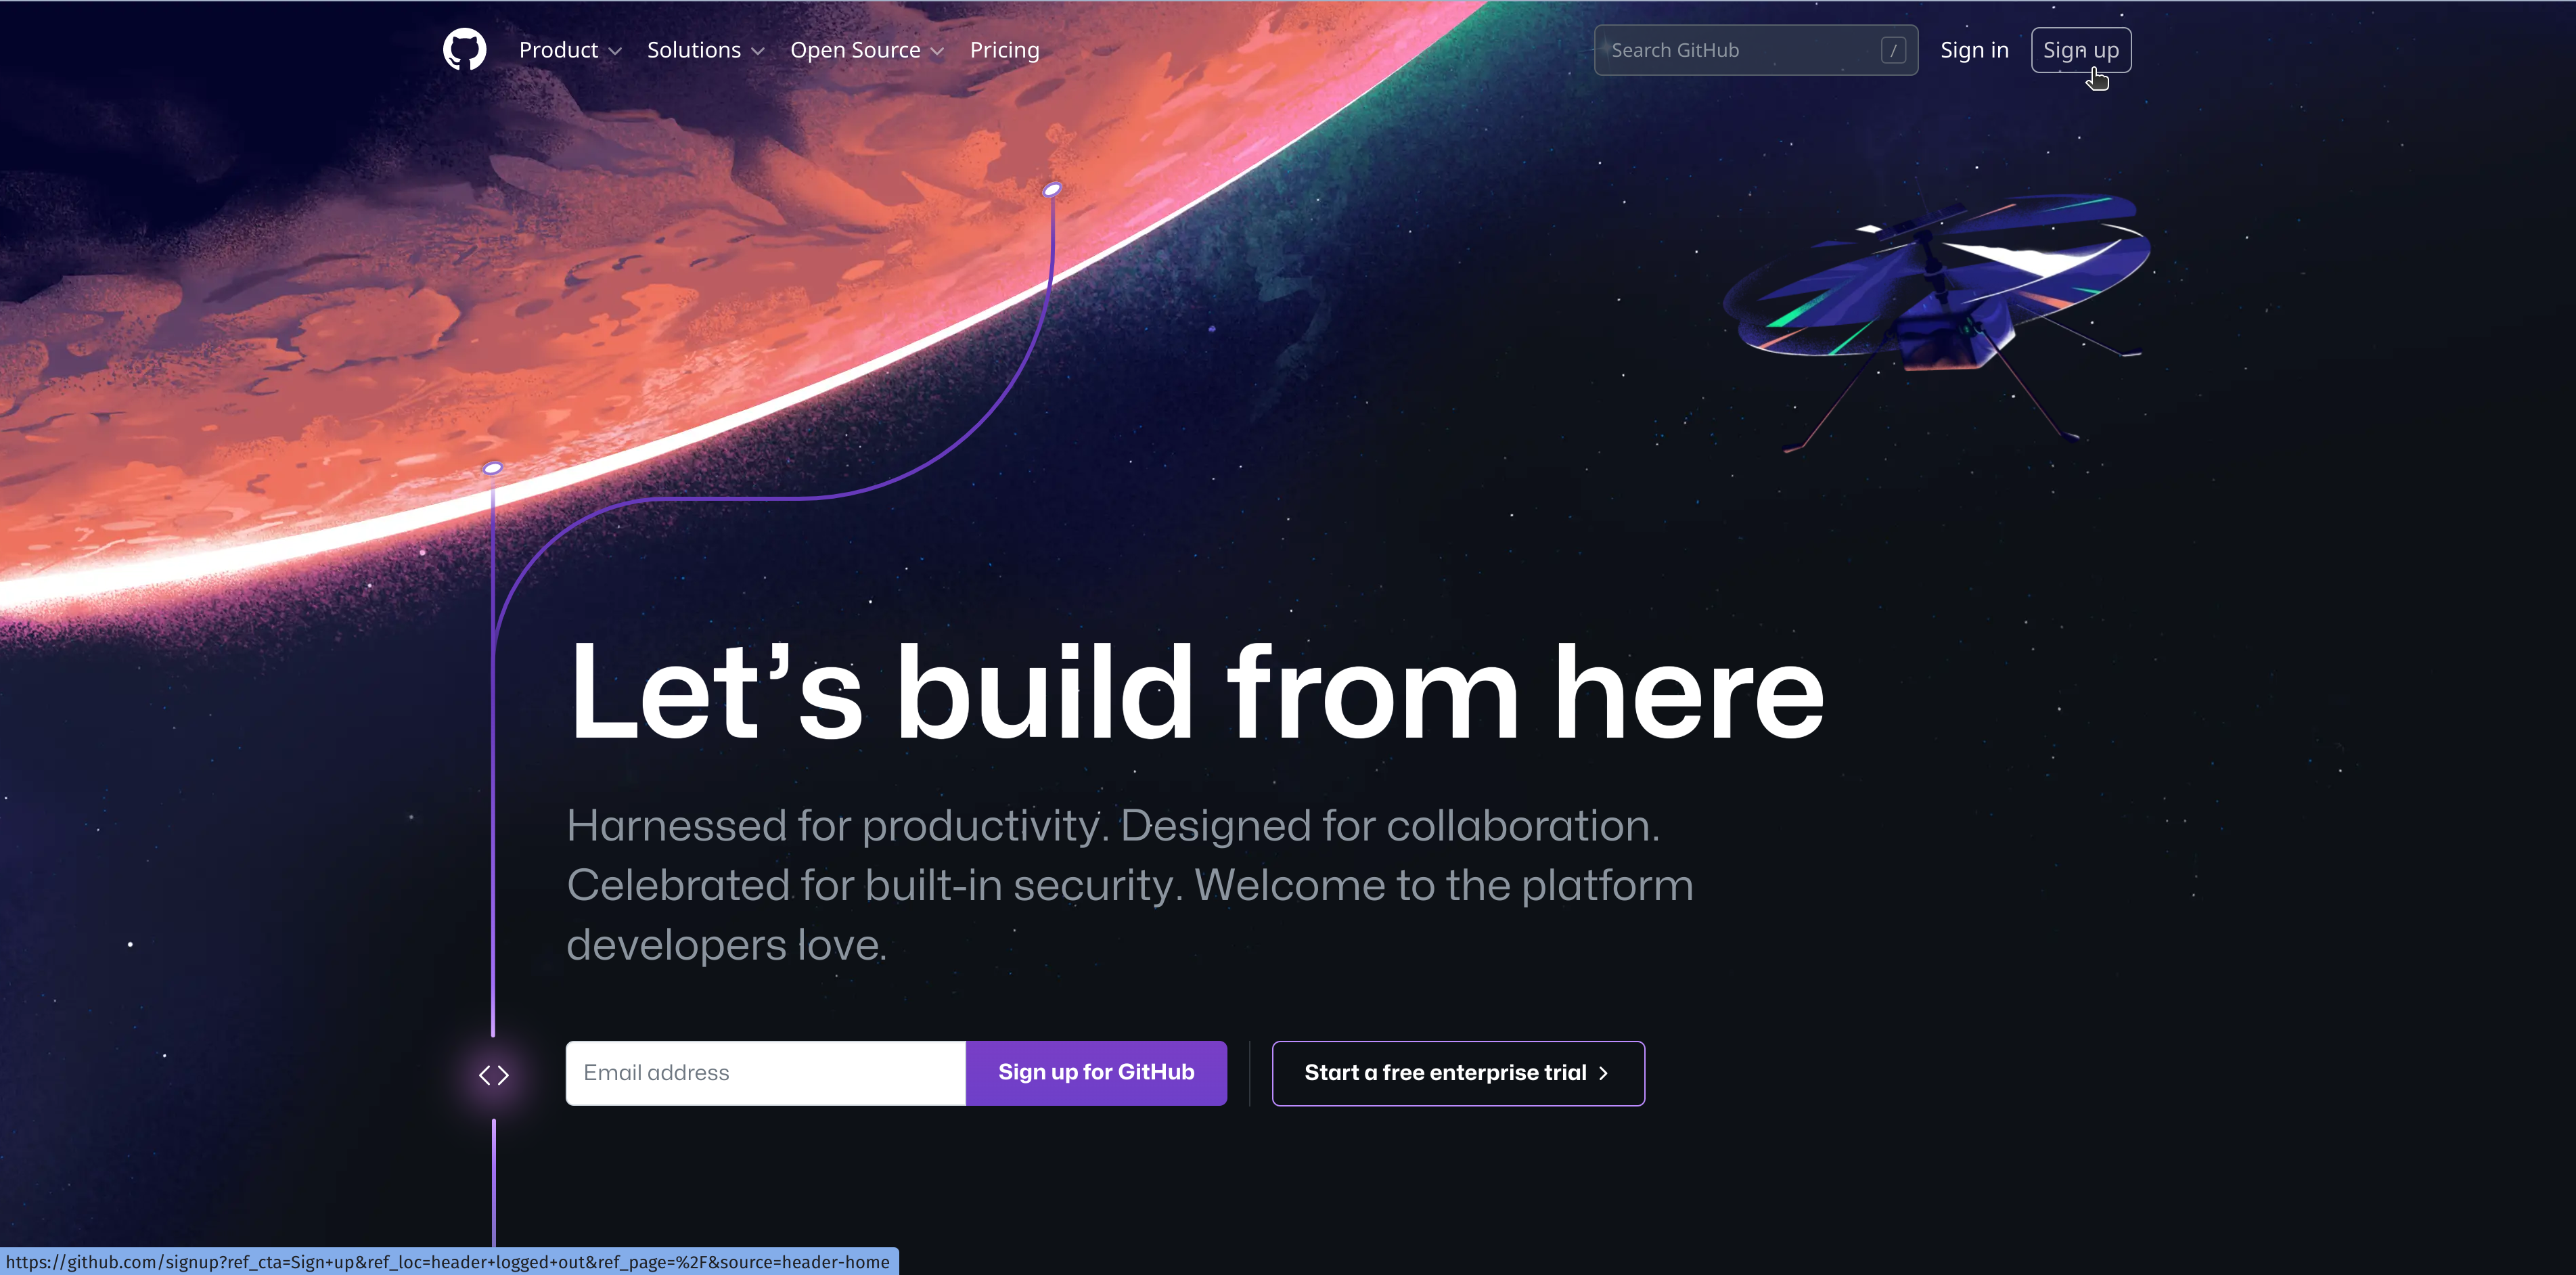 Product Solutions Open Source Pricing Search GitHub / Sign in Sign up
Let’s build from here
Harnessed for productivity. Designed for collaboration.
Celebrated for built-in security. Welcome to the platform
developers love.
Email address Sign up for GitHub Start a free enterprise trial
https://github.com/signup?ref_cta=Sign+up&ref_loc=header+logged+out&ref_page=%2F&source=header-home